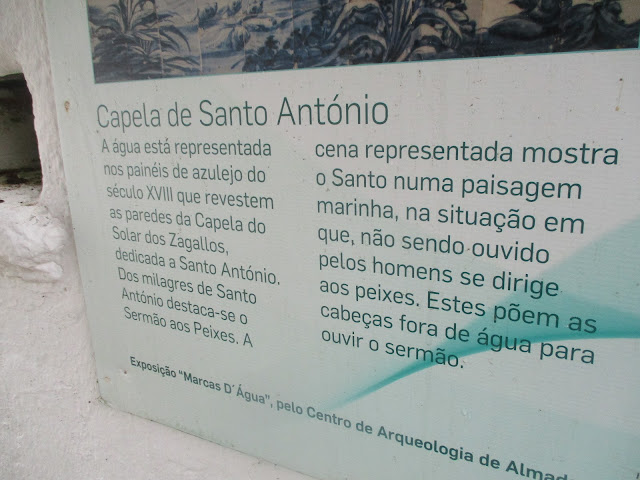 Capela de Santo António
A água está representada
nos painéis de azulejo do
século XVIII que revestem
as paredes da Capela do
Solar dos Zagallos,
dedicada a Santo António.
Dos milagres de Santo
António destaca-se o
Sermão aos Peixes. A
cena representada mostra
o Santo numa paisagem
marinha, na situação em
que, não sendo ouvido
pelos homens se dirige
aos peixes. Estes põem as
cabeças fora de água para
ouvir o sermão.
Exposição "Marcas D´Água", pelo Centro de Arqueologia de